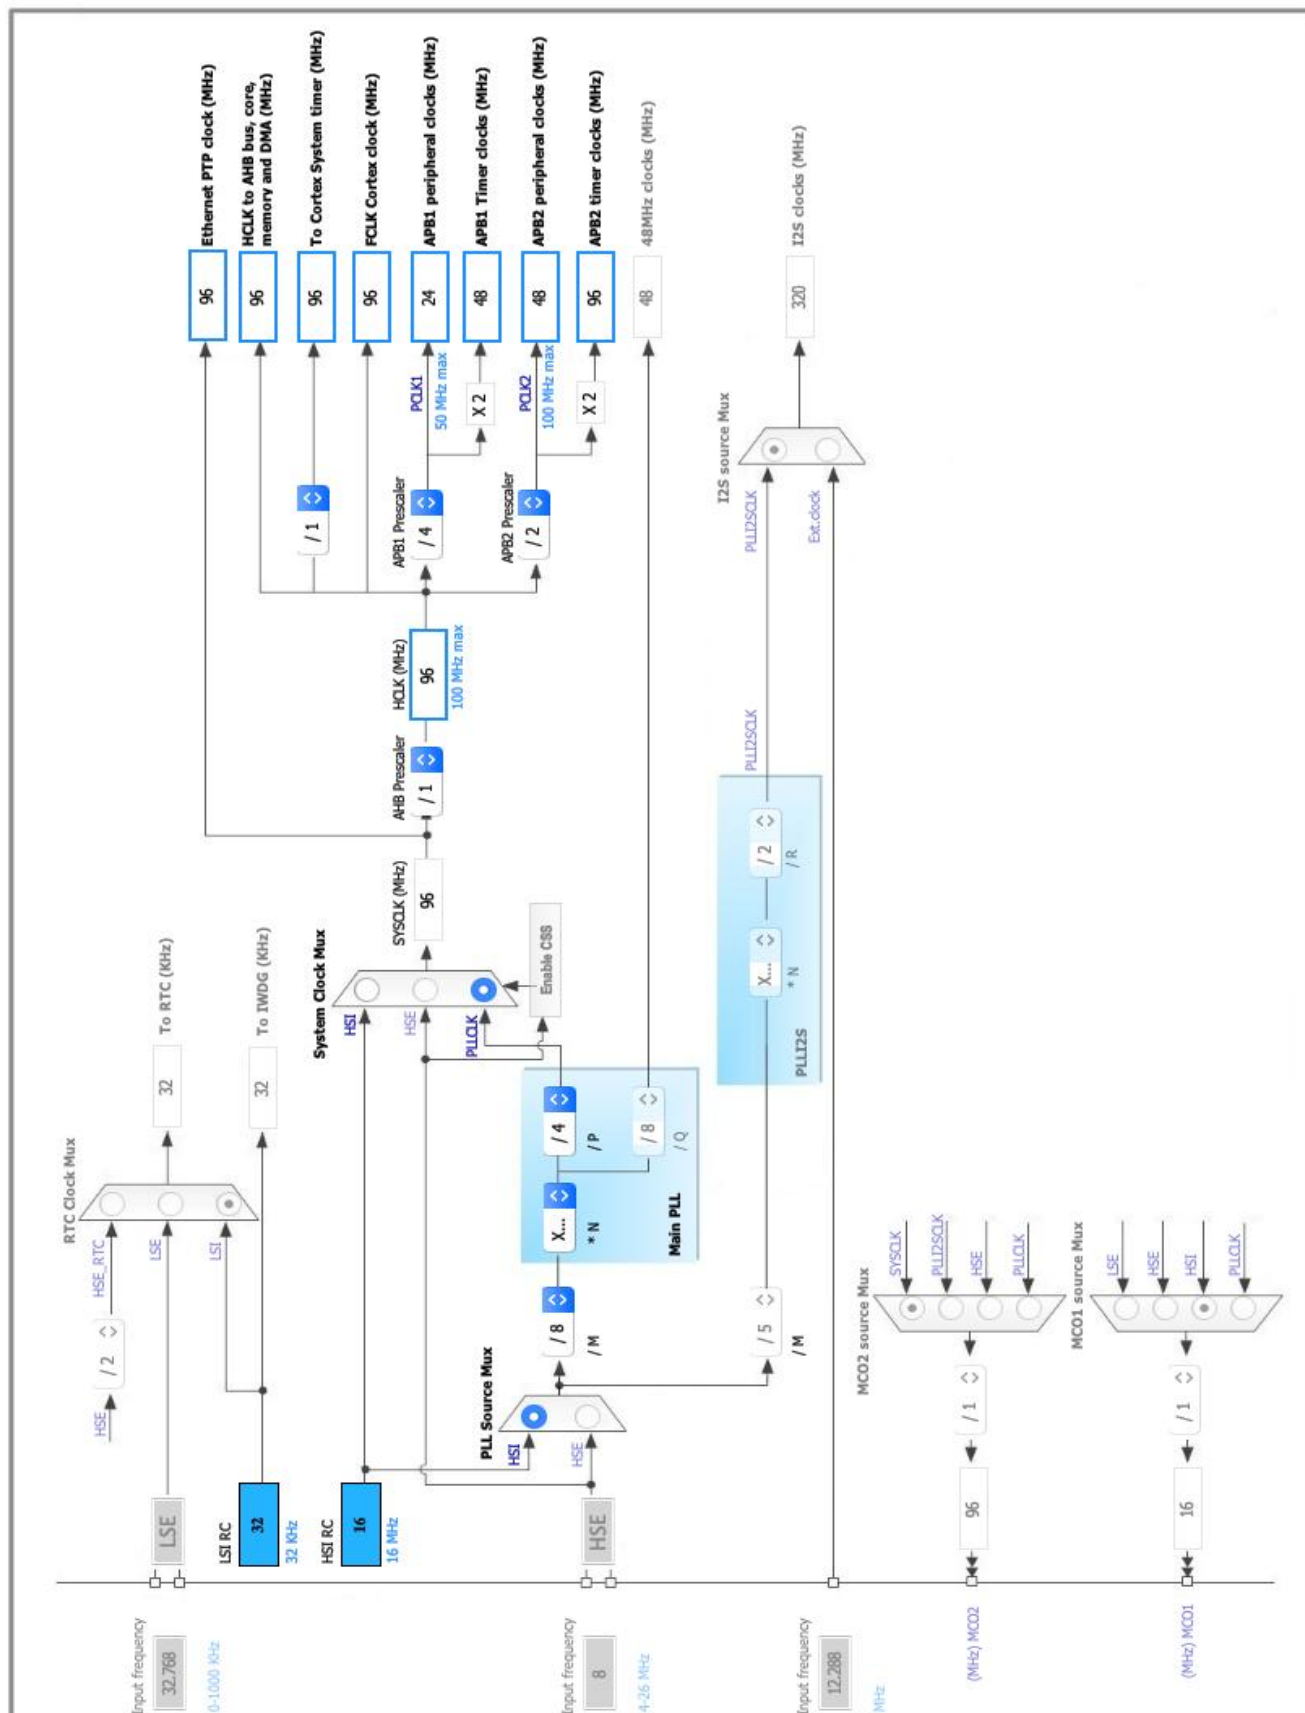 Input frequency
32.768
0-1000 KHz
LSE
LSI RC
32
32 KHz
HSE
/ 2
HSE_RTC
LSE
LSI
RTC Clock Mux
32
To RTC (KHz)
32
To IWDG (KHz)
HSI RC
16
16 MHz
Input frequency
8
4-26 MHz
HSE
PLL Source Mux
HSI
HSE
/ 8
/ M
X...
* N
/ 4
/ P
/ 8
/ Q
Main PLL
System Clock Mux
HSI
HSE
PLLCLK
Enable CSS
SYSCLK (MHz)
96
AHB Prescaler
/ 1
HCLK (MHz)
96
100 MHz max
/ 1
APB1 Prescaler
/ 4
PCLK1
50 MHz max
X 2
APB2 Prescaler
/ 2
PCLK2
100 MHz max
X 2
96
Ethernet PTP clock (MHz)
96
HCLK to AHB bus, core,
memory and DMA (MHz)
96
To Cortex System timer (MHz)
96
FCLK Cortex clock (MHz)
24
APB1 peripheral clocks (MHz)
48
APB1 Timer clocks (MHz)
48
APB2 peripheral clocks (MHz)
96
APB2 timer clocks (MHz)
48
48MHz clocks (MHz)
/ 5
/ M
X...
* N
/ 2
/ R
PLLI2S
PLLI2SCLK
PLLI2SCLK
Ext.clock
I2S source Mux
320
I2S clocks (MHz)
Input frequency
12.288
MHz
MCO2 source Mux
SYSCLK
PLLI2SCLK
HSE
PLLCLK
/ 1
96
(MHz) MCO2
MCO1 source Mux
LSE
HSE
HSI
PLLCLK
/ 1
16
(MHz) MCO1